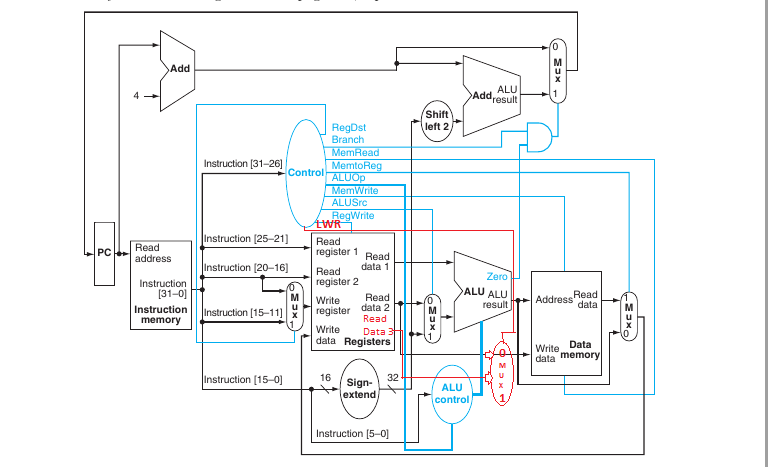 Add
4
Add ALU
result
0
M
u
x
1
Shift
left 2
RegDst
Branch
MemRead
MemtoReg
ALUOp
MemWrite
ALUSrc
RegWrite
LWR
Control
Instruction [31–26]
Instruction [25–21]
Instruction [20–16]
Instruction [15–11]
Instruction [15–0]
Instruction [5–0]
PC
Read
address
Instruction
[31–0]
Instruction
memory
0
M
u
x
1
Read
register 1
Read
register 2
Write
register
Write
data
Read
data 1
Read
data 2
Read
Data 3
Registers
0
M
u
x
1
Zero
ALU
ALU
result
0
M
u
x
1
Address
Read
data
Write
data
Data
memory
1
M
u
x
0
16
Sign-
extend
32
ALU
control